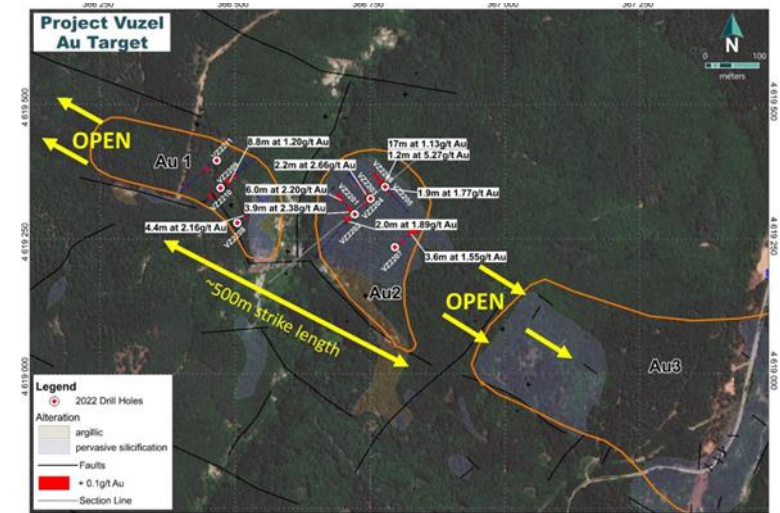 Project Vuzel
Au Target
366 250
366 500
366 750
367 000
367 250
N
0 100
meters
4 619 500
4 619 500
OPEN
Au 1
8.8m at 1.20g/t Au
17m at 1.13g/t Au
1.2m at 5.27g/t Au
2.2m at 2.66g/t Au
6.0m at 2.20g/t Au
1.9m at 1.77g/t Au
3.9m at 2.38g/t Au
4.4m at 2.16g/t Au
2.0m at 1.89g/t Au
3.6m at 1.55g/t Au
VZ2211
VZ2210
VZ2201
VZ2204
VZ2205
VZ2207
4 619 250
4 619 250
~500m strike length
Au2
OPEN
Au3
4 619 000
4 619 000
Legend
2022 Drill Holes
Alteration
argillic
pervasive silicification
Faults
+ 0.1g/t Au
Section Line